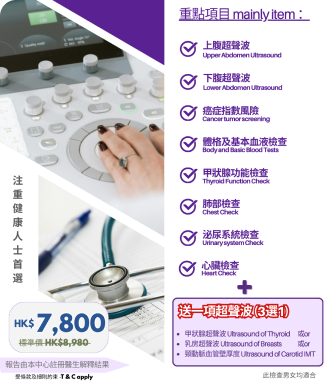 重點項目 mainly item：
上腹超聲波
Upper Abdomen Ultrasound
下腹超聲波
Lower Abdomen Ultrasound
癌症指數風險
Cancer tumor screening
體格及基本血液檢查
Body and Basic Blood Tests
甲狀腺功能檢查
Thyroid Function Check
肺部檢查
Chest Check
泌尿系統檢查
Urinary system Check
心臟檢查
Heart Check
送一項超聲波(3選1)
甲狀腺超聲波 Ultrasound of Thyroid 或or
乳房超聲波 Ultrasound of Breasts 或or
頸動脈血管壁厚度 Ultrasound of Carotid IMT
此檢查男女均適合
注重健康人士首選
HK$7,800
標準價 HK$8,980
報告由本中心註冊醫生解釋結果
受條款及細則約束 -T & C apply